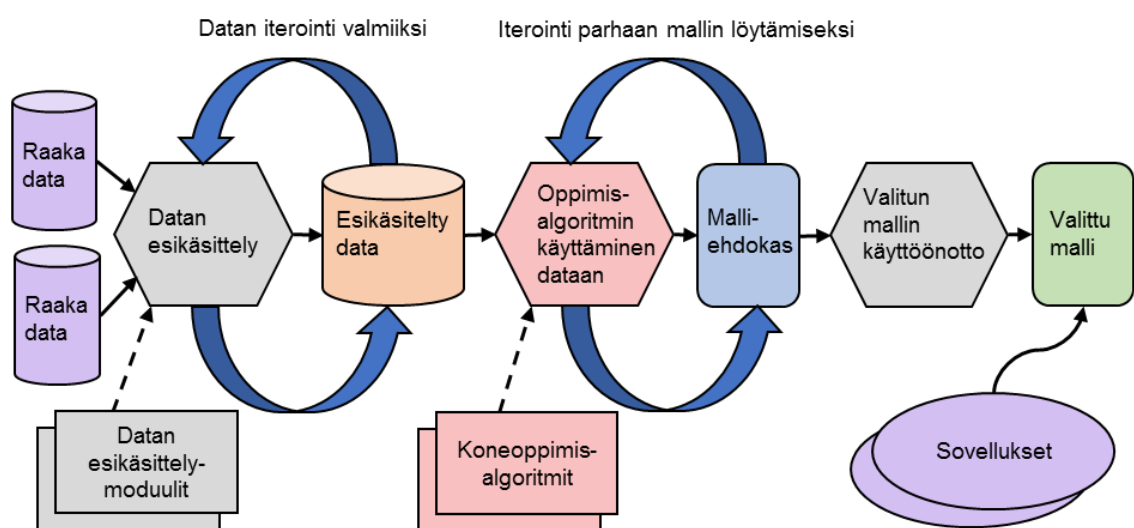 Datan iterointi valmiiksi
Iterointi parhaan mallin löytämiseksi
Raaka
data
Raaka
data
Datan
esikäsittely
Esikäsitelty
data
Oppimis-
algoritmin
käyttäminen
dataan
Malli-
ehdokas
Valitun
mallin
käyttöönotto
Valittu
malli
Datan
esikäsittely-
moduulit
Koneoppimis-
algoritmit
Sovellukset